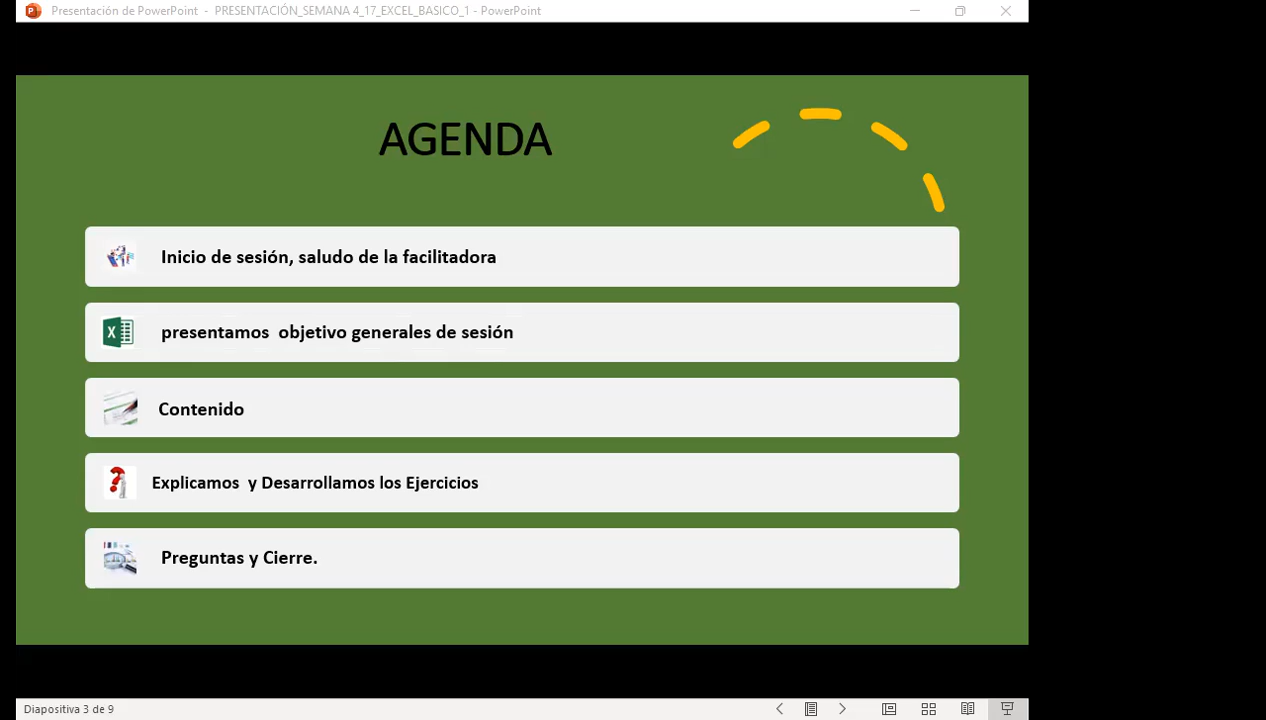 Presentación de PowerPoint - PRESENTACIÓN_SEMANA 4_17_EXCEL_BASICO_1 - PowerPoint
AGENDA
Inicio de sesión, saludo de la facilitadora
presentamos  objetivo generales de sesión
Contenido
Explicamos  y Desarrollamos los Ejercicios
Preguntas y Cierre.
Diapositiva 3 de 9